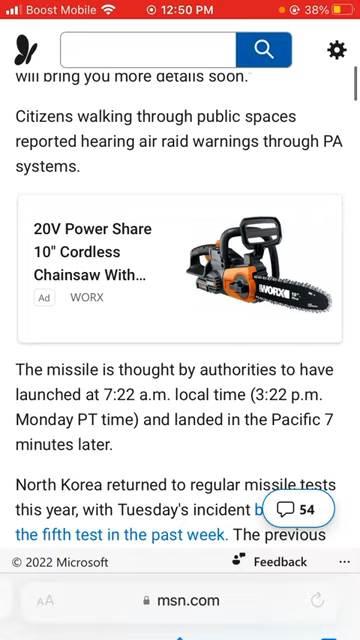 Boost Mobile 12:50 PM 38%
will bring you more details soon."
Citizens walking through public spaces
reported hearing air raid warnings through PA
systems.
20V Power Share
10" Cordless
Chainsaw With...
Ad WORX
WORX
The missile is thought by authorities to have
launched at 7:22 a.m. local time (3:22 p.m.
Monday PT time) and landed in the Pacific 7
minutes later.
North Korea returned to regular missile tests
this year, with Tuesday's incident b
54
the fifth test in the past week. The previous
© 2022 Microsoft Feedback ...
AA msn.com